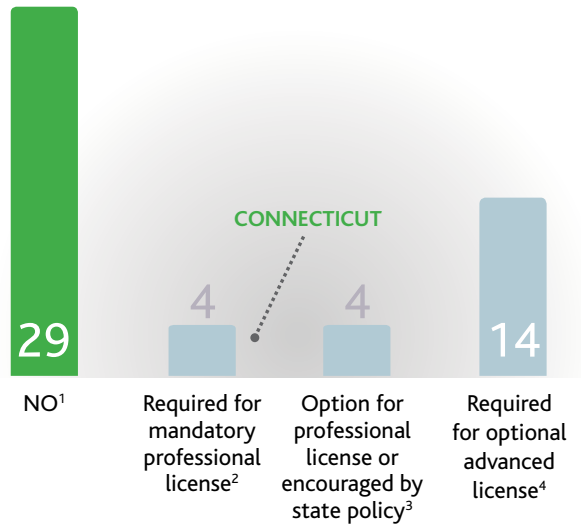 CONNECTICUT
4
4
29
14
NO¹
Required for
mandatory
professional
license²
Option for
professional
license or
encouraged by
state policy³
Required
for optional
advanced
license⁴